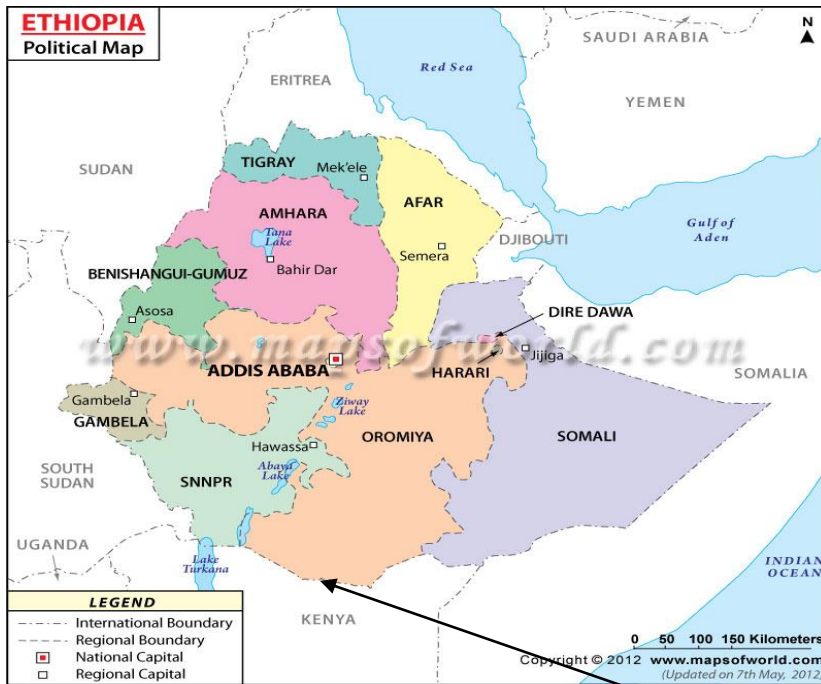 ETHIOPIA
Political Map
N
SAUDI ARABIA
Red Sea
ERITREA
YEMEN
SUDAN
TIGRAY
Mek'ele
AFAR
AMHARA
Tana
Lake
Gulf of
Aden
Semera
DJIBOUTI
BENISHANGUI-GUMUZ
Bahir Dar
Asosa
DIRE DAWA
www.mapsofworld.com
Jijiga
ADDIS ABABA
HARARI
SOMALIA
Gambela
GAMBELA
Ziway
Lake
Hawassa
OROMIYA
SOMALI
SOUTH
SUDAN
SNNPR
Abaya
Lake
UGANDA
Lake
Turkana
INDIAN
OCEAN
KENYA
LEGEND
International Boundary
Regional Boundary
National Capital
Regional Capital
0 50 100 150 Kilometers
Copyright © 2012 www.mapsofworld.com
(Updated on 7th May, 2012)